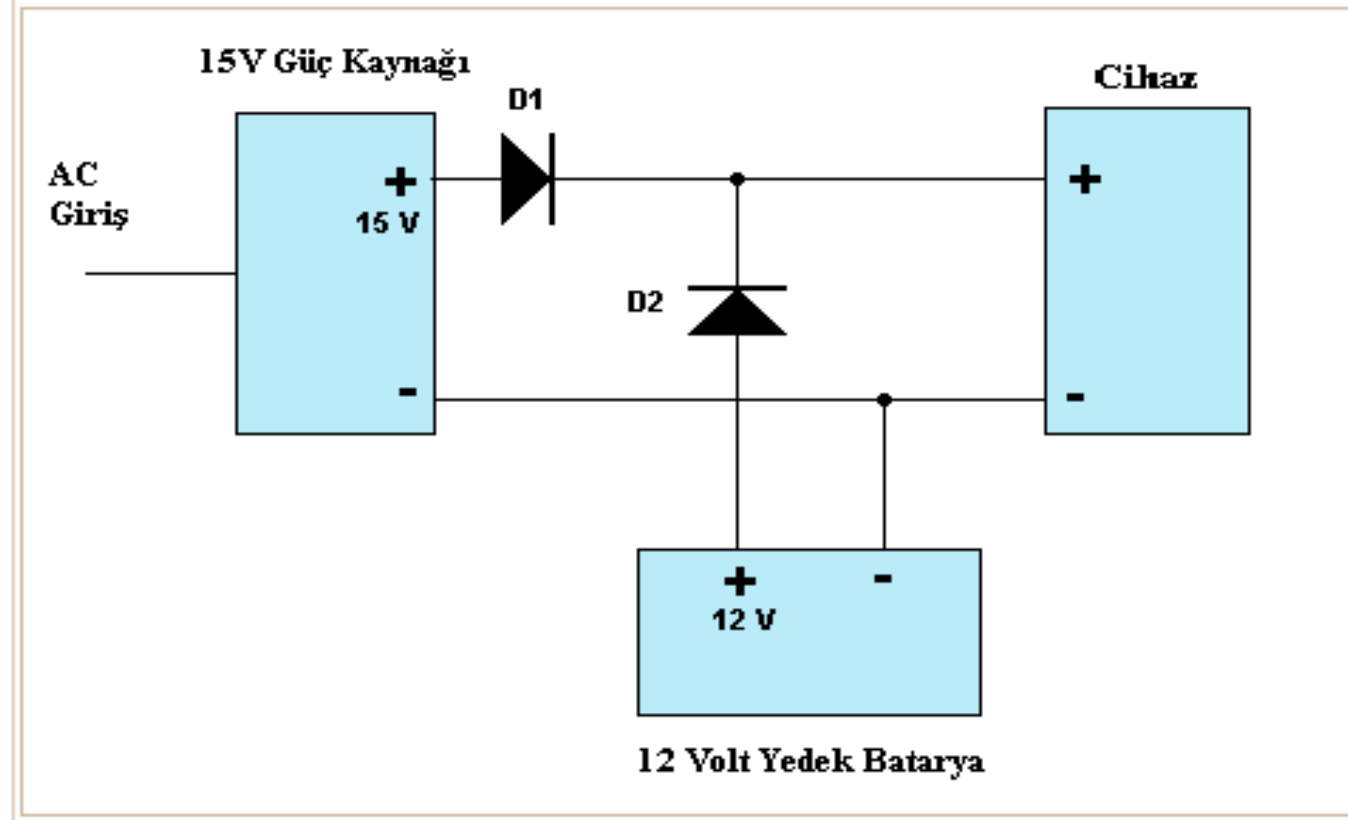 15V Güç Kaynağı
Cihaz
D1
AC
Giriş
+
15 V
+
D2
-
-
+
-
12 V
12 Volt Yedek Batarya